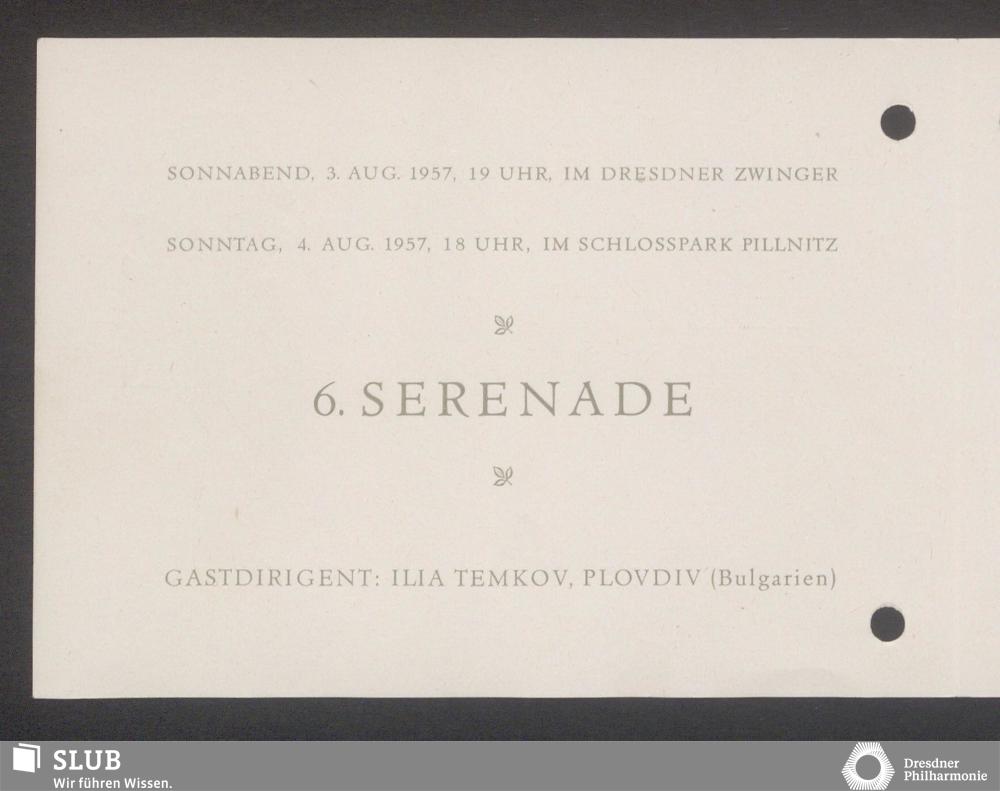 SONNABEND, 3. AUG. 1957, 19 UHR, IM DRESDNER ZWINGER
SONNTAG, 4. AUG. 1957, 18 UHR, IM SCHLOSSPARK PILLNITZ
6. SERENADE
GASTDIRIGENT: ILIA TEMKOV, PLOVDIV (Bulgarien)
SLUB
Wir führen Wissen.
Dresdner
Philharmonie